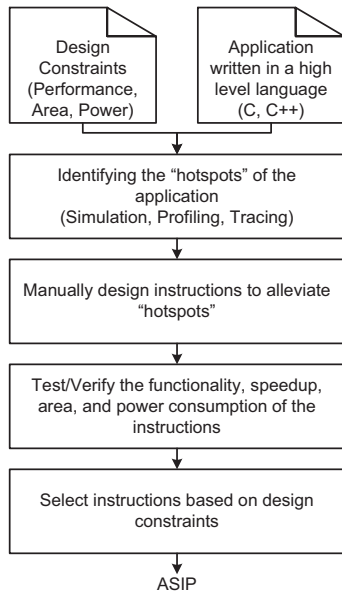 Design
Constraints
(Performance,
Area, Power)
Application
written in a high
level language
(C, C++)
Identifying the “hotspots” of the
application
(Simulation, Profiling, Tracing)
Manually design instructions to alleviate
“hotspots”
Test/Verify the functionality, speedup,
area, and power consumption of the
instructions
Select instructions based on design
constraints
ASIP